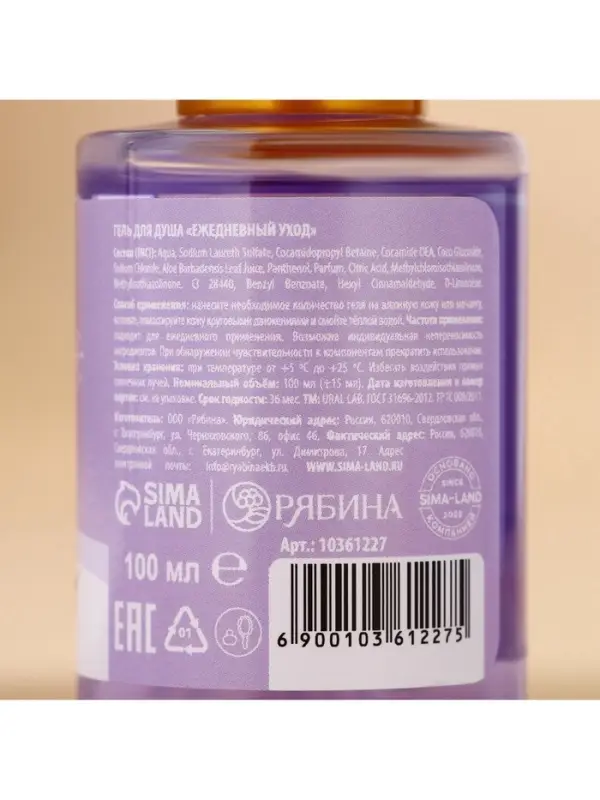 ГЕЛЬ ДЛЯ ДУША «ЕЖЕДНЕВНЫЙ УХОД»
Состав (INCI): Aqua, Sodium Laureth Sulfate, Cocamidopropyl Betaine, Cocamide DEA, Coco Glucoside,
Sodium Chloride, Aloe Barbadensis Leaf Juice, Panthenol, Parfum, Citric Acid, Methylchloroisothiazolinone,
Methylisothiazolinone, CI 28440, Benzyl Benzoate, Hexyl Cinnamaldehyde, D-Limonene.
Способ применения: нанесите необходимое количество геля на влажную кожу или мочалку,
вспеньте, помассируйте кожу круговыми движениями и смойте тёплой водой. Частота применения:
подходит для ежедневного применения. Возможна индивидуальная непереносимость
ингредиентов. При обнаружении чувствительности к компонентам прекратить использование.
Условия хранения: при температуре от +5 °C до +25 °C. Избегать воздействия прямых
солнечных лучей. Номинальный объём: 100 мл (±15 мл). Дата изготовления и номер
партии: см. на упаковке. Срок годности: 36 мес. ТМ: URAL LAB. ГОСТ 31696-2012. ТР ТС 009/2011.
Изготовитель: ООО «Рябина». Юридический адрес: Россия, 620010, Свердловская обл.,
г. Екатеринбург, ул. Черняховского, 86, офис 46. Фактический адрес: Россия, 620010,
Свердловская обл., г. Екатеринбург, ул. Димитрова, 17 Адрес
электронной почты: info@ryabinaekb.ru WWW.SIMA-LAND.RU
SIMA
LAND
РЯБИНА
ОСНОВАНО
SINCE
SIMA-LAND
2022
КОМПАНИЕЙ
Арт.: 10361227
100 мл ℮
EAC
01
6 900103 612275